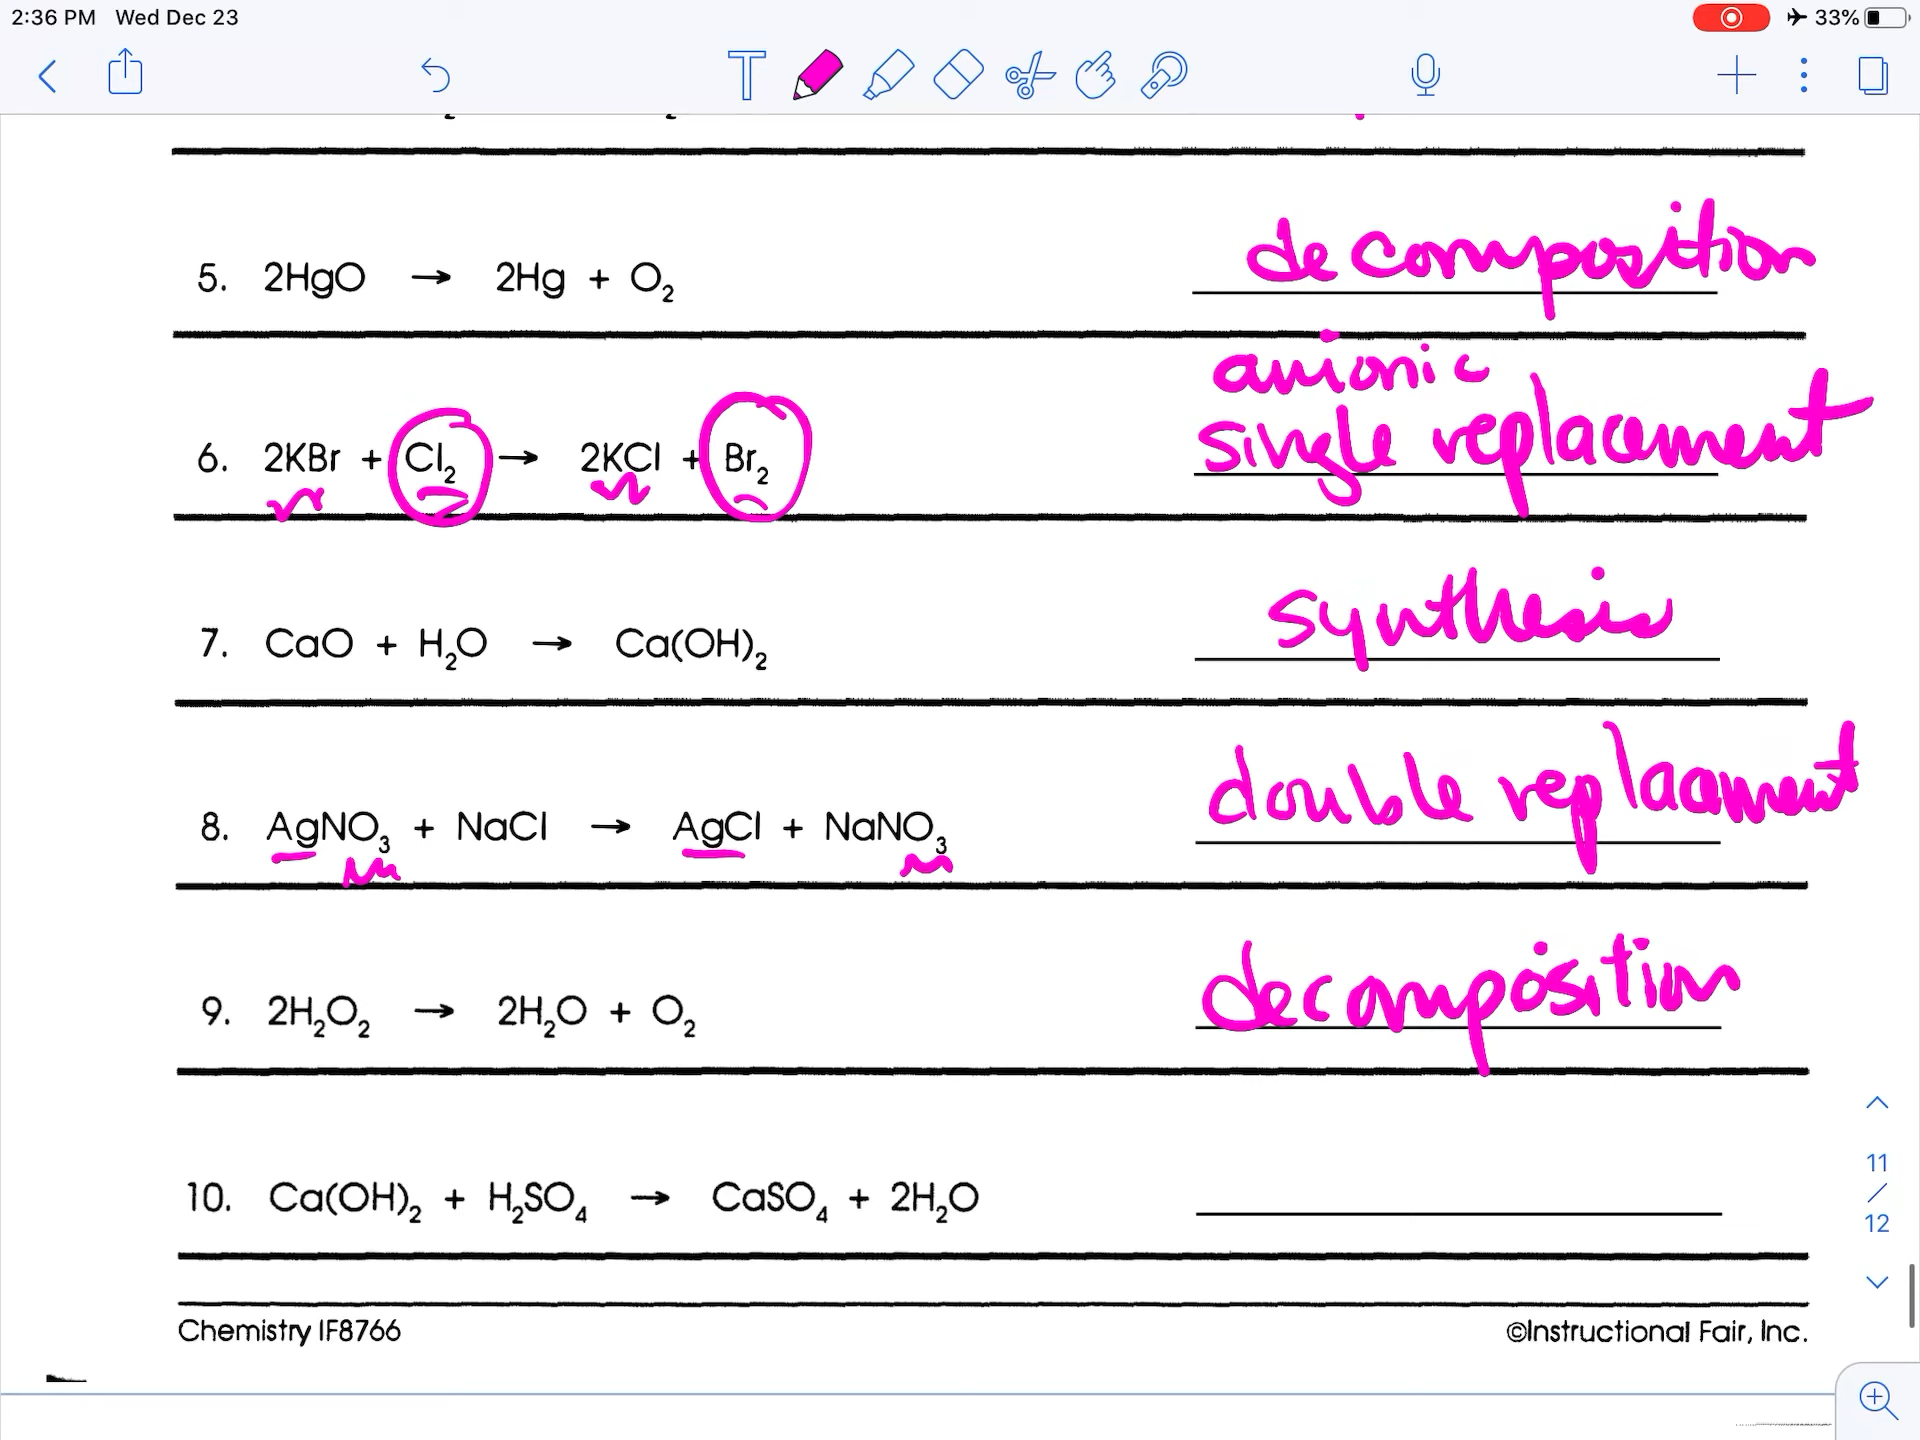 2:36 PM Wed Dec 23
33%
T
5. 2HgO → 2Hg + O₂
decomposition
anionic
6. 2KBr + Cl₂ → 2KCl + Br₂
single replacement
7. CaO + H₂O → Ca(OH)₂
synthesis
8. AgNO₃ + NaCl → AgCl + NaNO₃
double replacement
9. 2H₂O₂ → 2H₂O + O₂
decomposition
10. Ca(OH)₂ + H₂SO₄ → CaSO₄ + 2H₂O
11
/
12
Chemistry IF8766
©Instructional Fair, Inc.